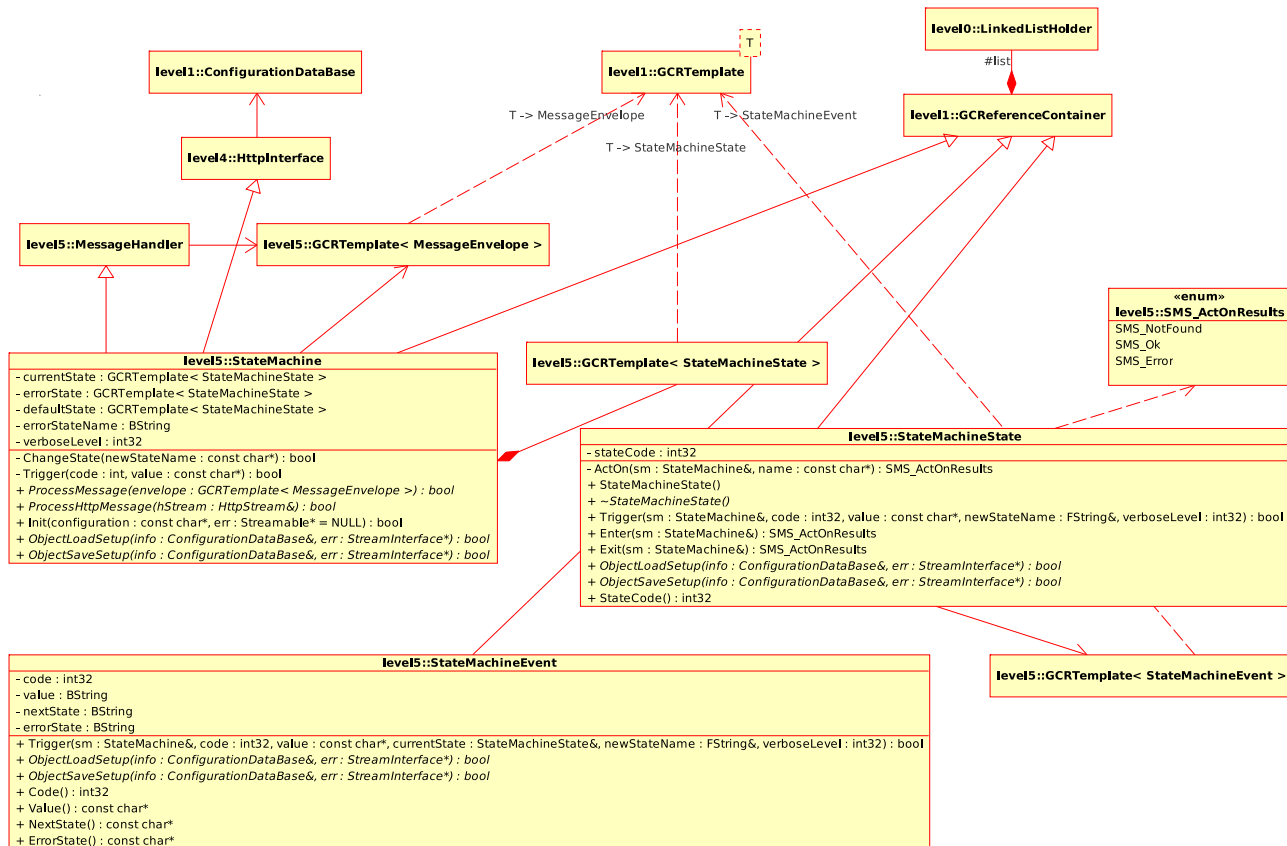 level0::LinkedListHolder
T
#list
level1::ConfigurationDataBase
level1::GCRTemplate
level1::GCReferenceContainer
T -> MessageEnvelope
T -> StateMachineEvent
T -> StateMachineState
level4::HttpInterface
level5::MessageHandler
level5::GCRTemplate< MessageEnvelope >
«enum»
level5::SMS_ActOnResults
SMS_NotFound
SMS_Ok
SMS_Error
level5::StateMachine
- currentState : GCRTemplate< StateMachineState >
- errorState : GCRTemplate< StateMachineState >
- defaultState : GCRTemplate< StateMachineState >
- errorStateName : BString
- verboseLevel : int32
- ChangeState(newStateName : const char*) : bool
- Trigger(code : int, value : const char*) : bool
+ ProcessMessage(envelope : GCRTemplate< MessageEnvelope >) : bool
+ ProcessHttpMessage(hStream : HttpStream&) : bool
+ Init(configuration : const char*, err : Streamable* = NULL) : bool
+ ObjectLoadSetup(info : ConfigurationDataBase&, err : StreamInterface*) : bool
+ ObjectSaveSetup(info : ConfigurationDataBase&, err : StreamInterface*) : bool
level5::GCRTemplate< StateMachineState >
level5::StateMachineState
- stateCode : int32
- ActOn(sm : StateMachine&, name : const char*) : SMS_ActOnResults
+ StateMachineState()
+ ~StateMachineState()
+ Trigger(sm : StateMachine&, code : int32, value : const char*, newStateName : FString&, verboseLevel : int32) : bool
+ Enter(sm : StateMachine&) : SMS_ActOnResults
+ Exit(sm : StateMachine&) : SMS_ActOnResults
+ ObjectLoadSetup(info : ConfigurationDataBase&, err : StreamInterface*) : bool
+ ObjectSaveSetup(info : ConfigurationDataBase&, err : StreamInterface*) : bool
+ StateCode() : int32
level5::GCRTemplate< StateMachineEvent >
level5::StateMachineEvent
- code : int32
- value : BString
- nextState : BString
- errorState : BString
+ Trigger(sm : StateMachine&, code : int32, value : const char*, currentState : StateMachineState&, newStateName : FString&, verboseLevel : int32) : bool
+ ObjectLoadSetup(info : ConfigurationDataBase&, err : StreamInterface*) : bool
+ ObjectSaveSetup(info : ConfigurationDataBase&, err : StreamInterface*) : bool
+ Code() : int32
+ Value() : const char*
+ NextState() : const char*
+ ErrorState() : const char*